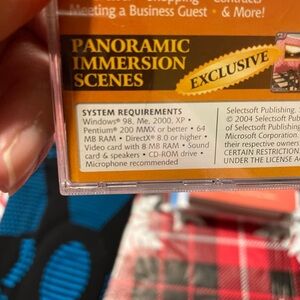 Meeting a Business Guest • & More!
PANORAMIC
IMMERSION
SCENES
EXCLUSIVE
SYSTEM REQUIREMENTS
Windows® 98, Me, 2000, XP •
Pentium® 200 MMX or better • 64
MB RAM • DirectX® 8.0 or higher •
Video card with 8 MB RAM • Sound
card & speakers • CD-ROM drive •
Microphone recommended
Selectsoft Publishing.
© 2004 Selectsoft Publishing
of Selectsoft Publishing.
Microsoft Corporation.
their respective owners.
CERTAIN RESTRICTION
UNDER THE LICENSE A